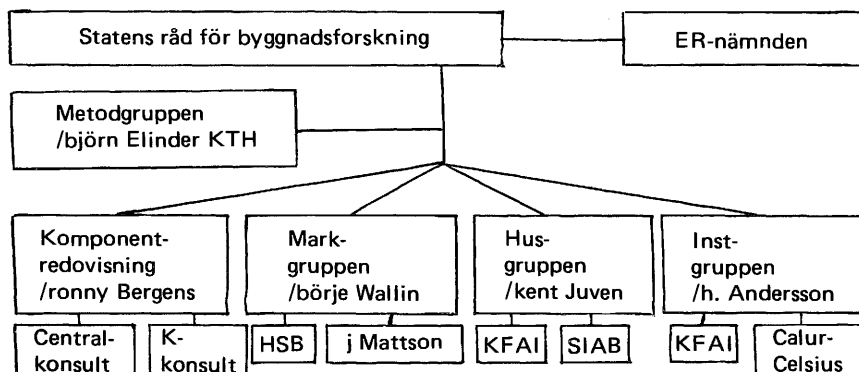 Statens råd för byggnadsforskning
ER-nämnden
Metodgruppen
/björn Elinder KTH
Komponent-
redovisning
/ronny Bergens
Mark-
gruppen
/börje Wallin
Hus-
gruppen
/kent Juven
Inst-
gruppen
/h. Andersson
Central-
konsult
K-
konsult
HSB
j Mattson
KFAI
SIAB
KFAI
Calur-
Celsius